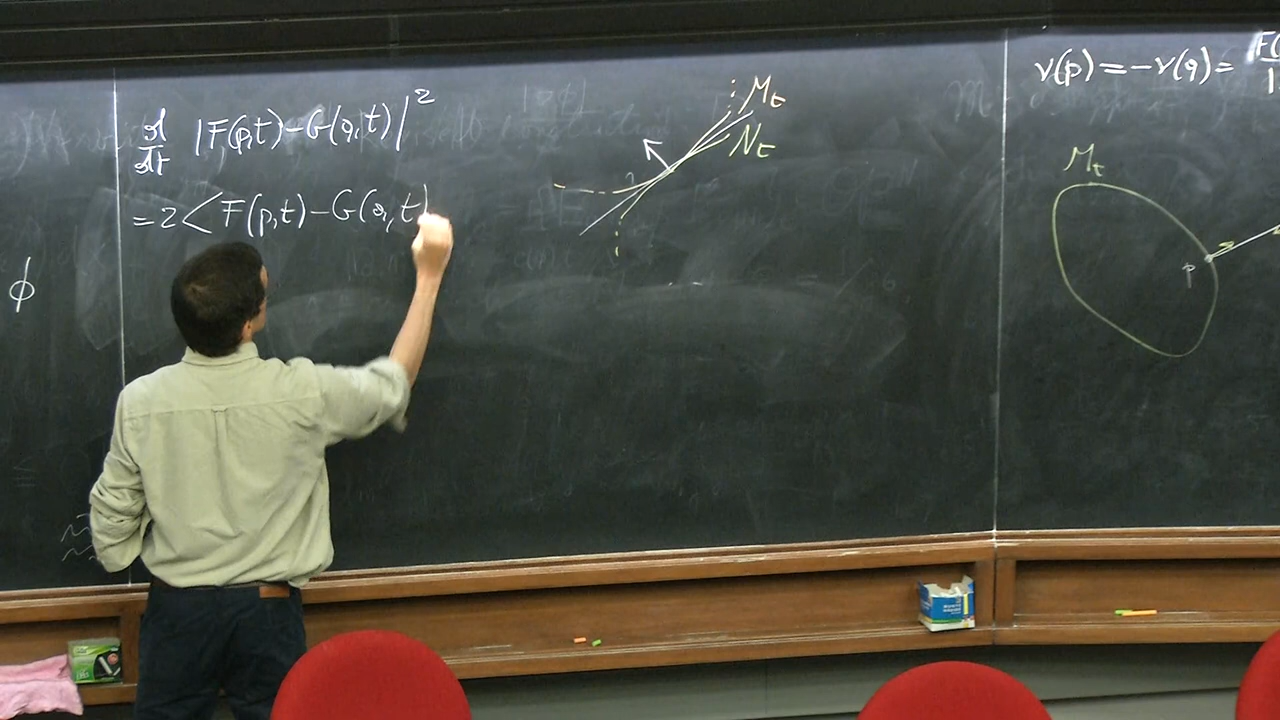 ϕ
d/dt |F(p,t)-G(q,t)|²
= 2< F(p,t)-G(q,t)
M_t
N_t
ν(p)=-ν(q)=
M_t
p